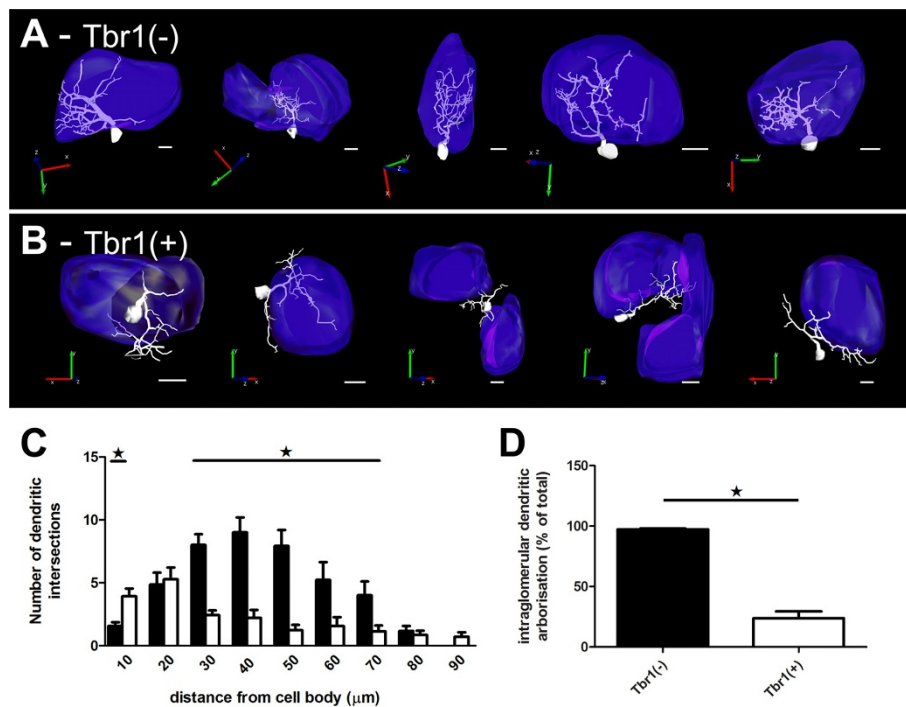 A - Tbr1(-)
B - Tbr1(+)
C
Number of dendritic
intersections
15
10
5
0
10 20 30 40 50 60 70 80 90
distance from cell body (μm)
D
intraglomerular dendritic
arborisation (% of total)
150
100
50
0
Tbr1(-) Tbr1(+)